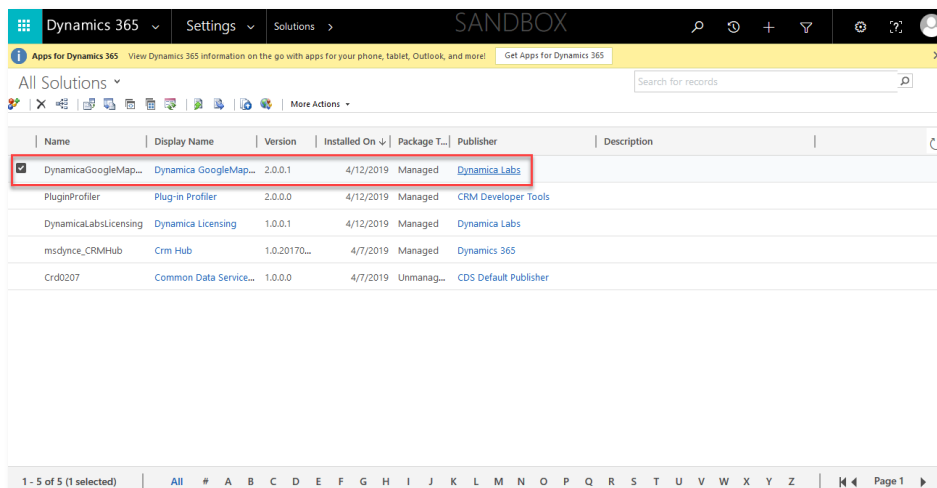 Dynamics 365 Settings Solutions SANDBOX
Apps for Dynamics 365 View Dynamics 365 information on the go with apps for your phone, tablet, Outlook, and more! Get Apps for Dynamics 365
All Solutions Search for records
More Actions
Name Display Name Version Installed On Package T... Publisher Description
DynamicaGoogleMap... Dynamica GoogleMap... 2.0.0.1 4/12/2019 Managed Dynamica Labs
PluginProfiler Plug-in Profiler 2.0.0.0 4/12/2019 Managed CRM Developer Tools
DynamicaLabsLicensing Dynamica Licensing 1.0.0.1 4/12/2019 Managed Dynamica Labs
msdynce_CRMHub Crm Hub 1.0.20170... 4/7/2019 Managed Dynamics 365
Crd0207 Common Data Service... 1.0.0.0 4/7/2019 Unmanag... CDS Default Publisher
1 - 5 of 5 (1 selected) All # A B C D E F G H I J K L M N O P Q R S T U V W X Y Z Page 1